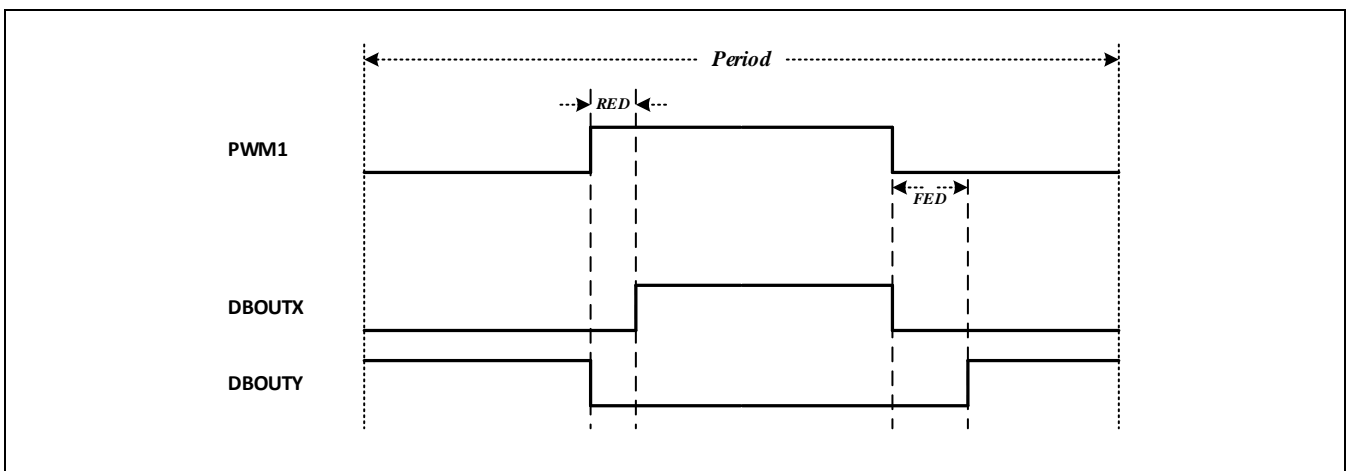 Period
RED
PWM1
FED
DBOUTX
DBOUTY